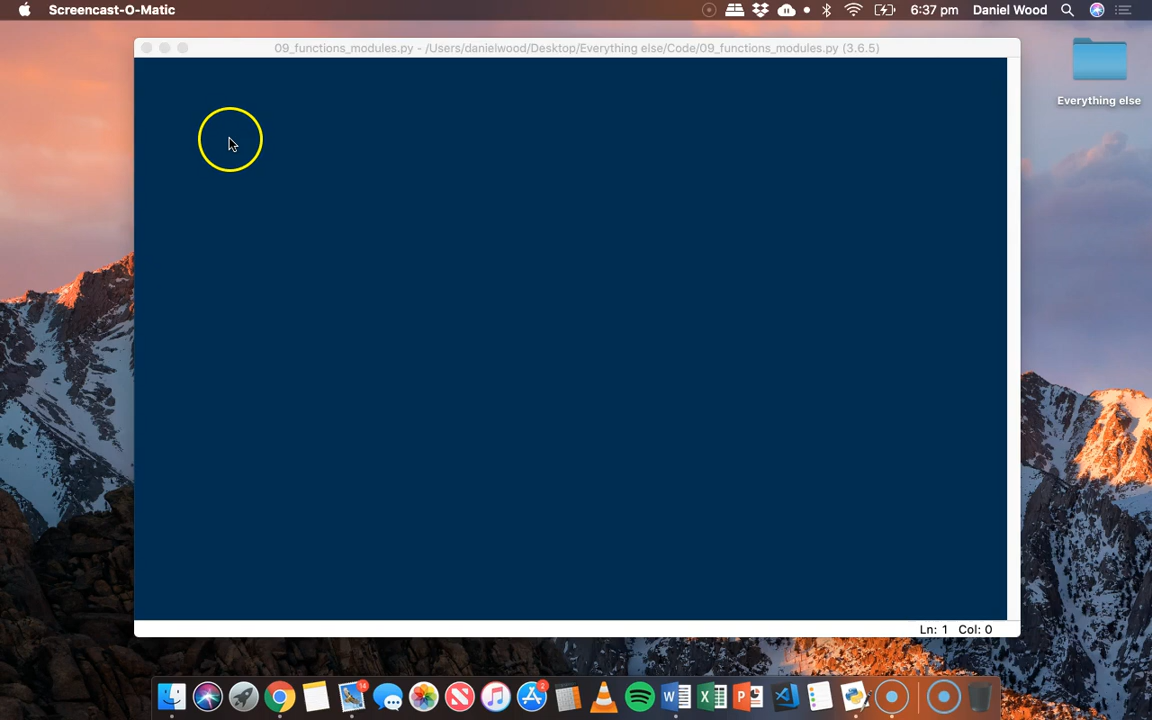 Screencast-O-Matic
6:37 pm Daniel Wood
09_functions_modules.py - /Users/danielwood/Desktop/Everything else/Code/09_functions_modules.py (3.6.5)
Everything else
Ln: 1 Col: 0